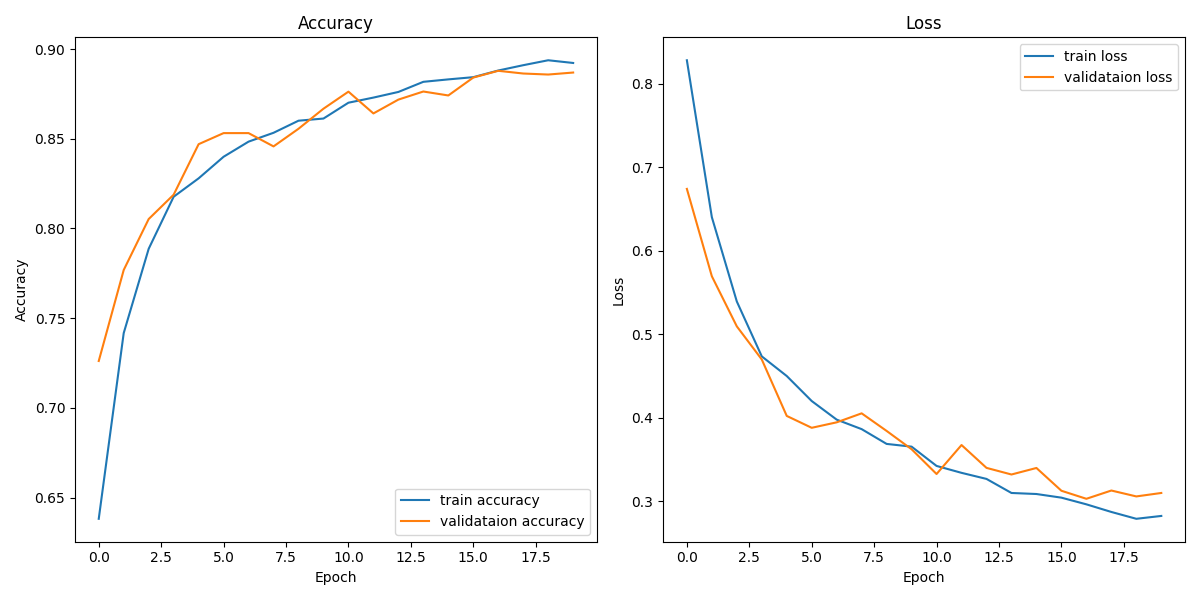 Accuracy
0.90
0.85
0.80
0.75
0.70
0.65
Accuracy
train accuracy
validataion accuracy
0.0 2.5 5.0 7.5 10.0 12.5 15.0 17.5
Epoch
Loss
0.8
0.7
0.6
0.5
0.4
0.3
Loss
train loss
validataion loss
0.0 2.5 5.0 7.5 10.0 12.5 15.0 17.5
Epoch